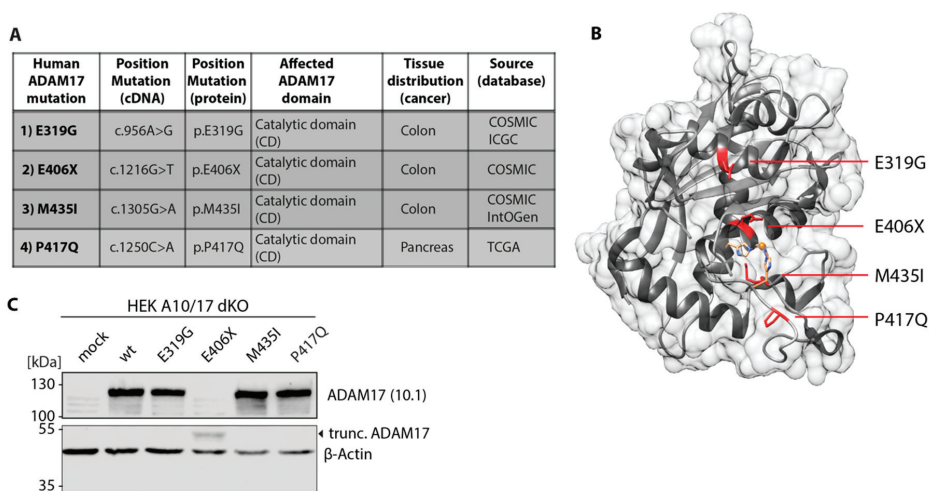 A
Human ADAM17 mutation
Position Mutation (cDNA)
Position Mutation (protein)
Affected ADAM17 domain
Tissue distribution (cancer)
Source (database)
1) E319G
c.956A>G
p.E319G
Catalytic domain (CD)
Colon
COSMIC
ICGC
2) E406X
c.1216G>T
p.E406X
Catalytic domain (CD)
Colon
COSMIC
3) M435I
c.1305G>A
p.M435I
Catalytic domain (CD)
Colon
COSMIC
IntOGen
4) P417Q
c.1250C>A
p.P417Q
Catalytic domain (CD)
Pancreas
TCGA
B
E319G
E406X
M435I
P417Q
C
HEK A10/17 dKO
mock
wt
E319G
E406X
M435I
P417Q
[kDa]
130
100
ADAM17 (10.1)
55
trunc. ADAM17
β-Actin
35